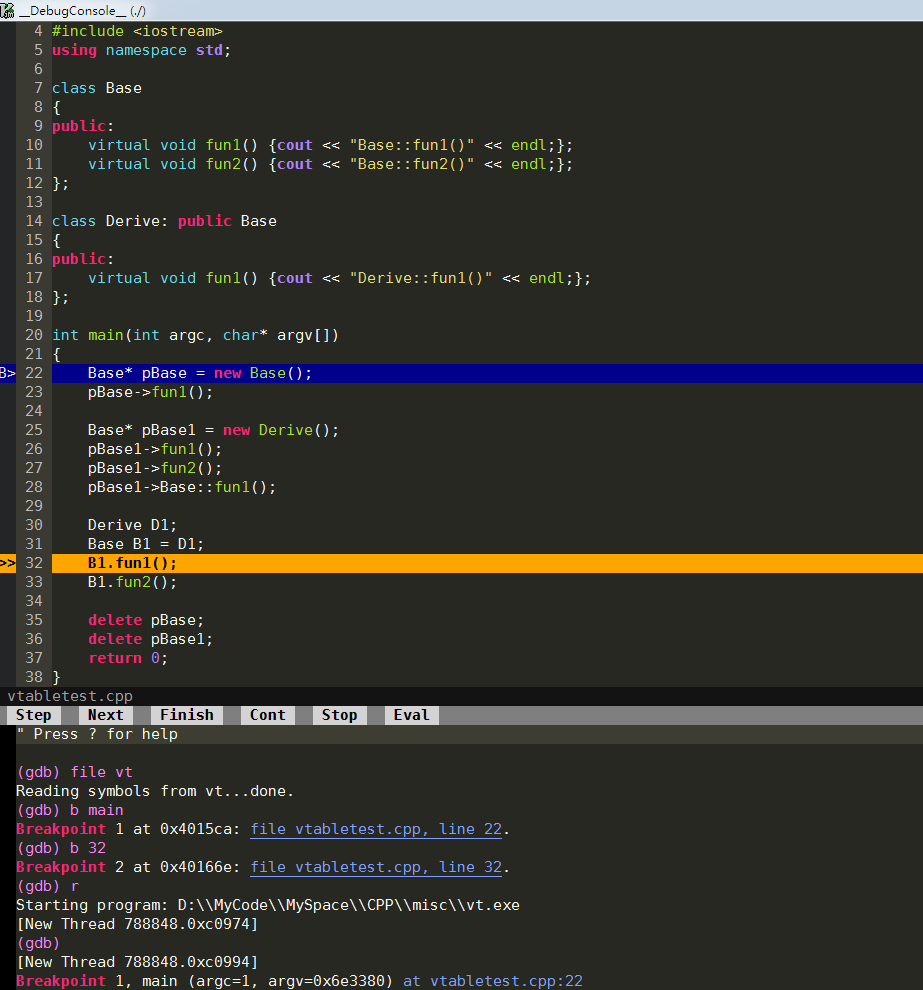 __DebugConsole__ (./)
4 #include <iostream>
5 using namespace std;
6
7 class Base
8 {
9 public:
10     virtual void fun1() {cout << "Base::fun1()" << endl;};
11     virtual void fun2() {cout << "Base::fun2()" << endl;};
12 };
13
14 class Derive: public Base
15 {
16 public:
17     virtual void fun1() {cout << "Derive::fun1()" << endl;};
18 };
19
20 int main(int argc, char* argv[])
21 {
B> 22     Base* pBase = new Base();
23     pBase->fun1();
24
25     Base* pBase1 = new Derive();
26     pBase1->fun1();
27     pBase1->fun2();
28     pBase1->Base::fun1();
29
30     Derive D1;
31     Base B1 = D1;
>> 32     B1.fun1();
33     B1.fun2();
34
35     delete pBase;
36     delete pBase1;
37     return 0;
38 }
vtabletest.cpp
Step Next Finish Cont Stop Eval
" Press ? for help
(gdb) file vt
Reading symbols from vt...done.
(gdb) b main
Breakpoint 1 at 0x4015ca: file vtabletest.cpp, line 22.
(gdb) b 32
Breakpoint 2 at 0x40166e: file vtabletest.cpp, line 32.
(gdb) r
Starting program: D:\\MyCode\\MySpace\\CPP\\misc\\vt.exe
[New Thread 788848.0xc0974]
(gdb)
[New Thread 788848.0xc0994]
Breakpoint 1, main (argc=1, argv=0x6e3380) at vtabletest.cpp:22